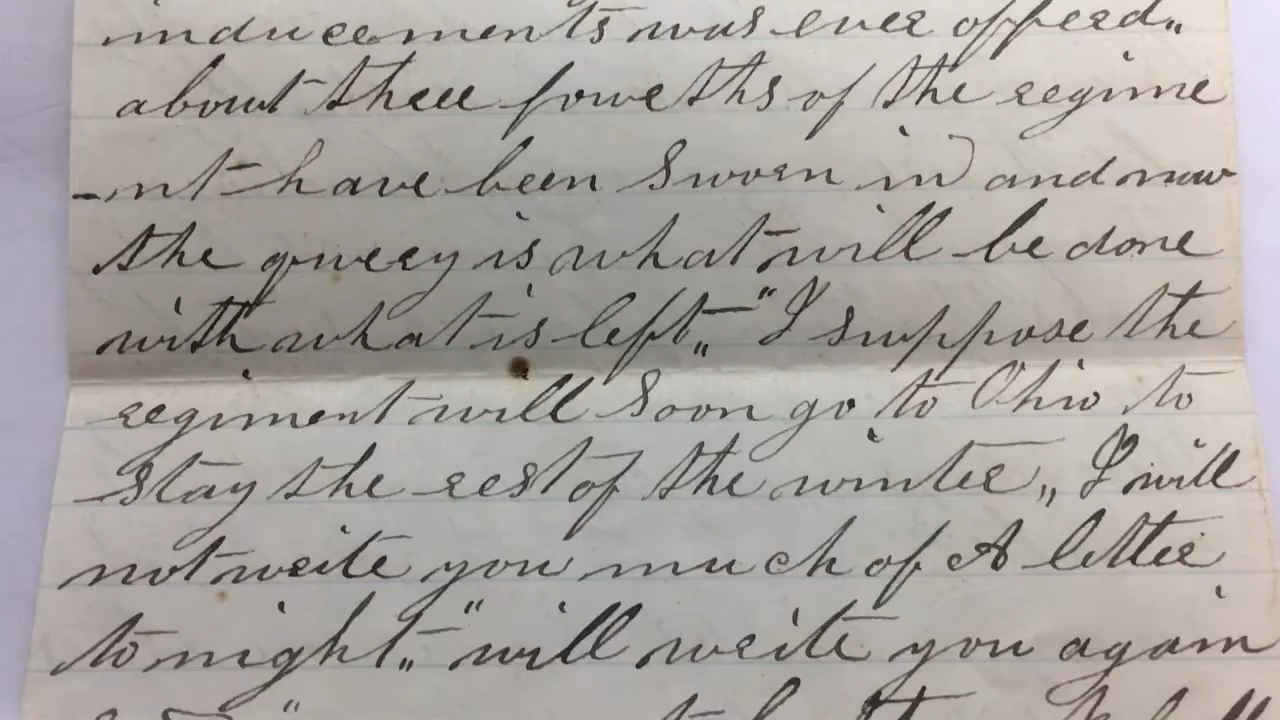 inducements was ever offerd„
about three fourths of the regime
-nt have been Sworn in and now
the query is what will be done
with what is left„ " I suppose the
regiment will Soon go to Ohio to
stay the rest of the winter„ I will
not write you much of A letter
to night„ " will write you again